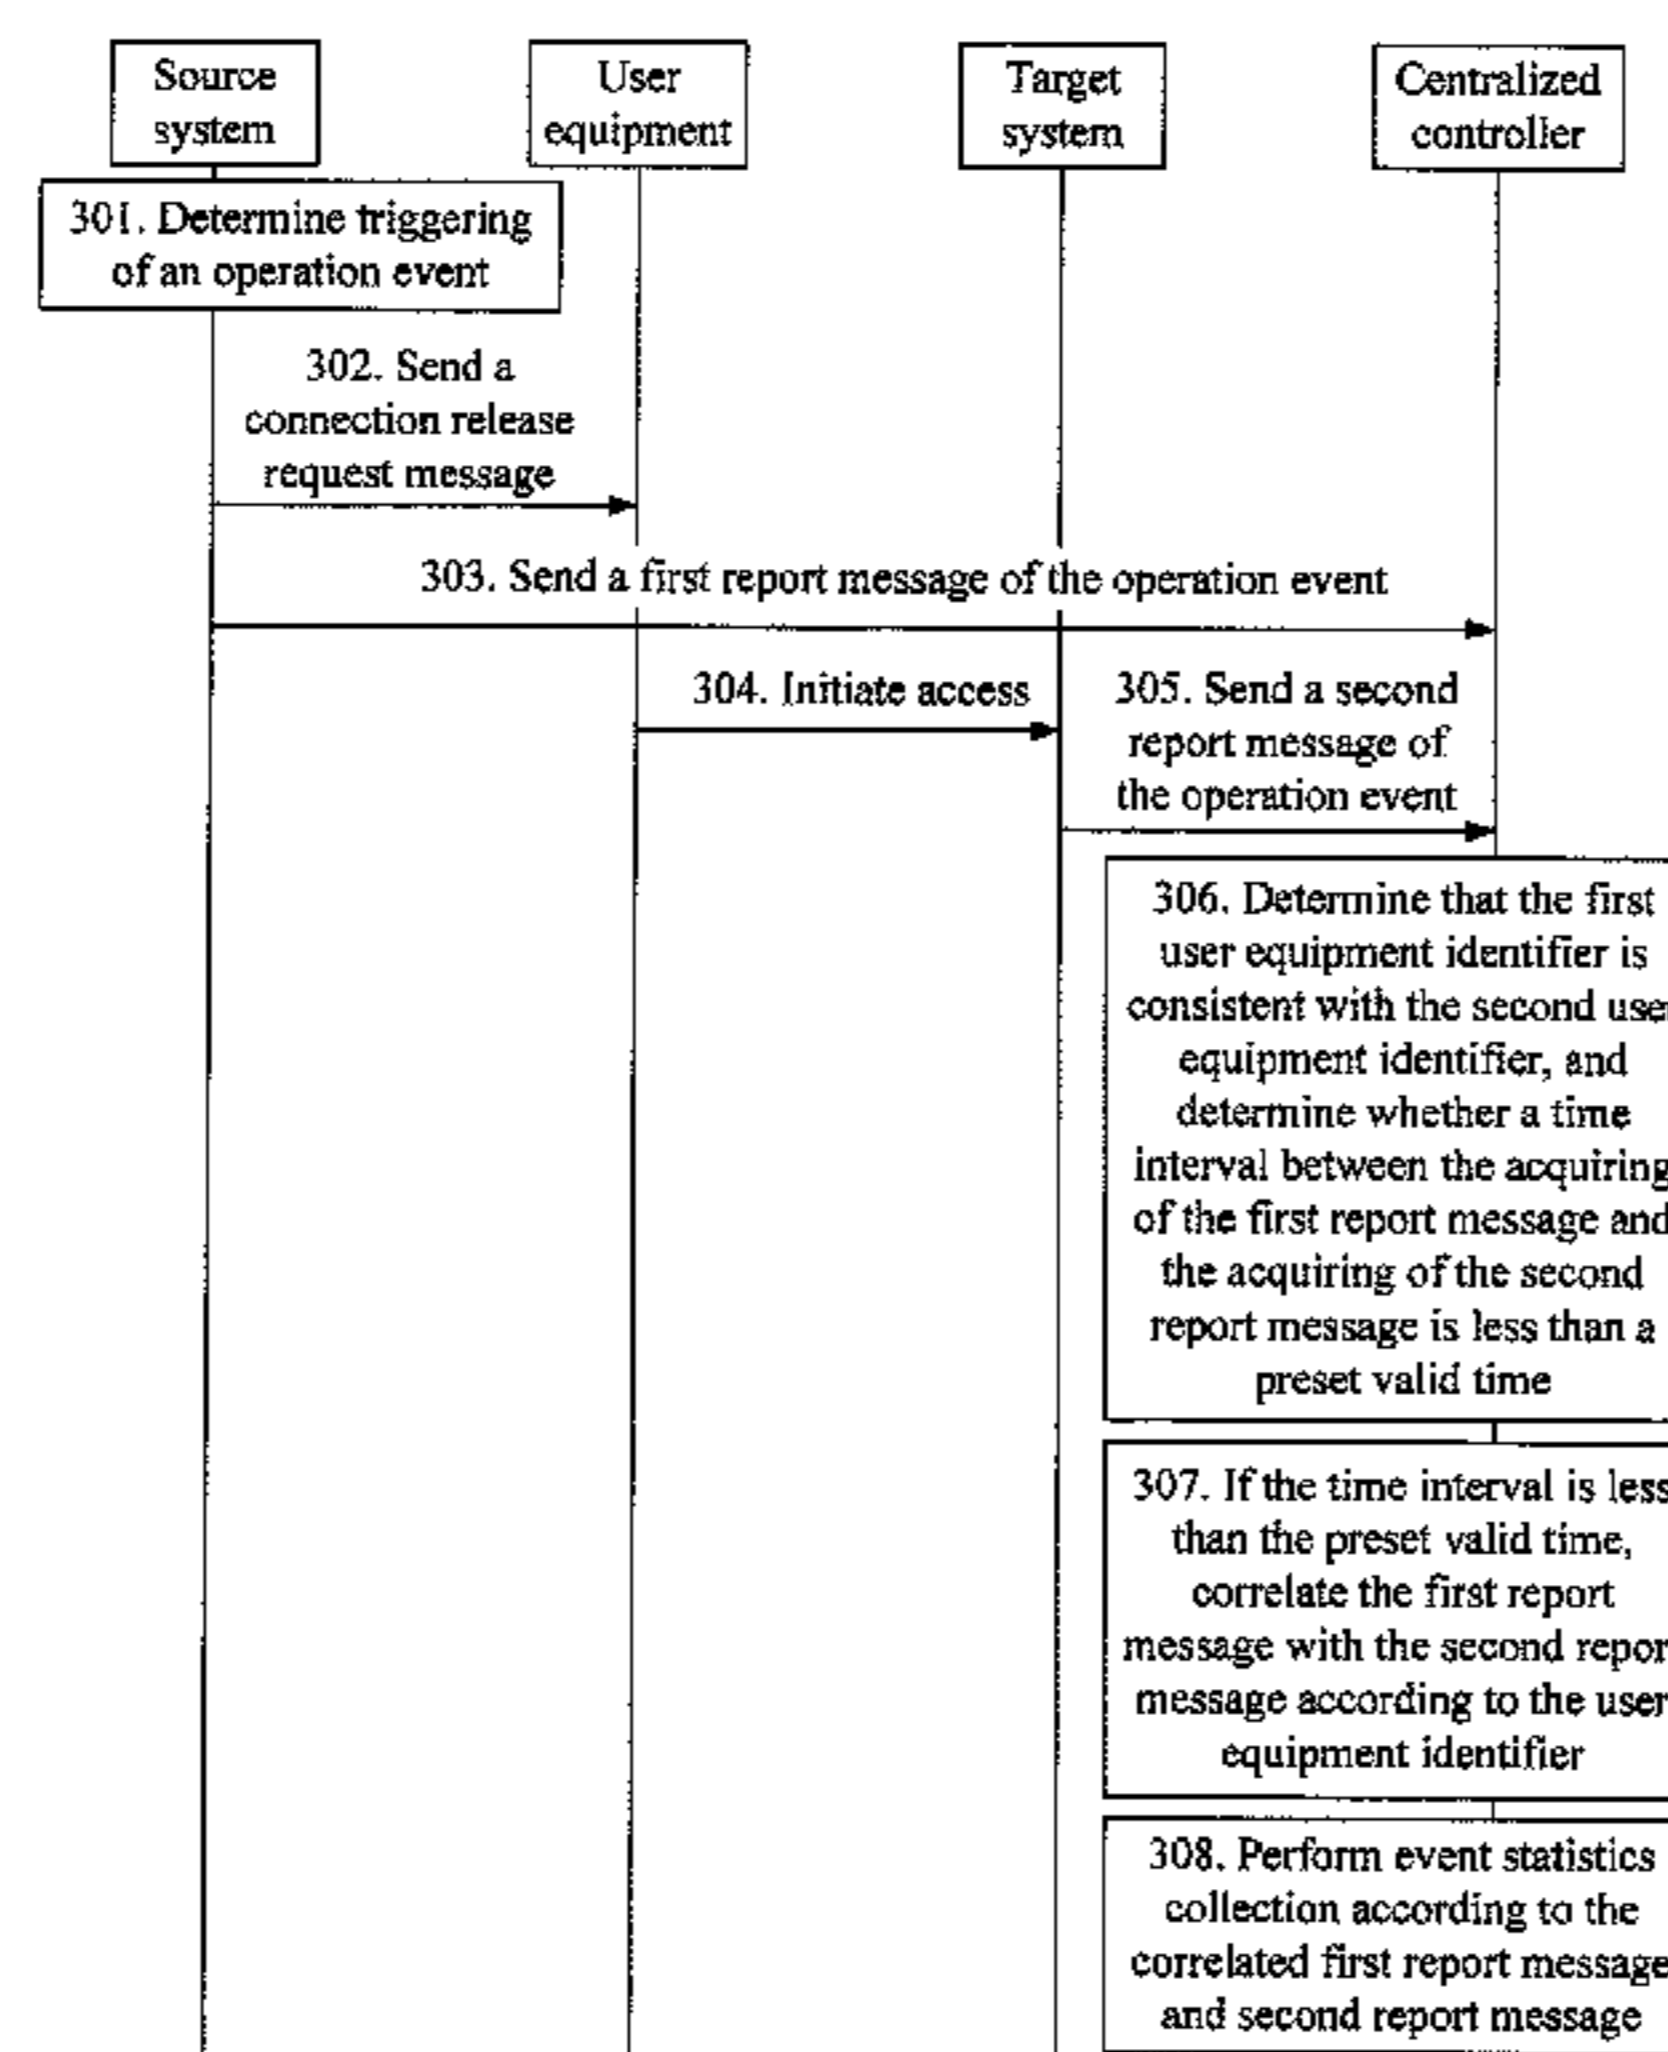 Source
system
User
equipment
Target
system
Centralized
controller
301. Determine triggering
of an operation event
302. Send a
connection release
request message
303. Send a first report message of the operation event
304. Initiate access
305. Send a second
report message of
the operation event
306. Determine that the first
user equipment identifier is
consistent with the second user
equipment identifier, and
determine whether a time
interval between the acquiring
of the first report message and
the acquiring of the second
report message is less than a
preset valid time
307. If the time interval is less
than the preset valid time,
correlate the first report
message with the second repor
message according to the user
equipment identifier
308. Perform event statistics
collection according to the
correlated first report message
and second report message